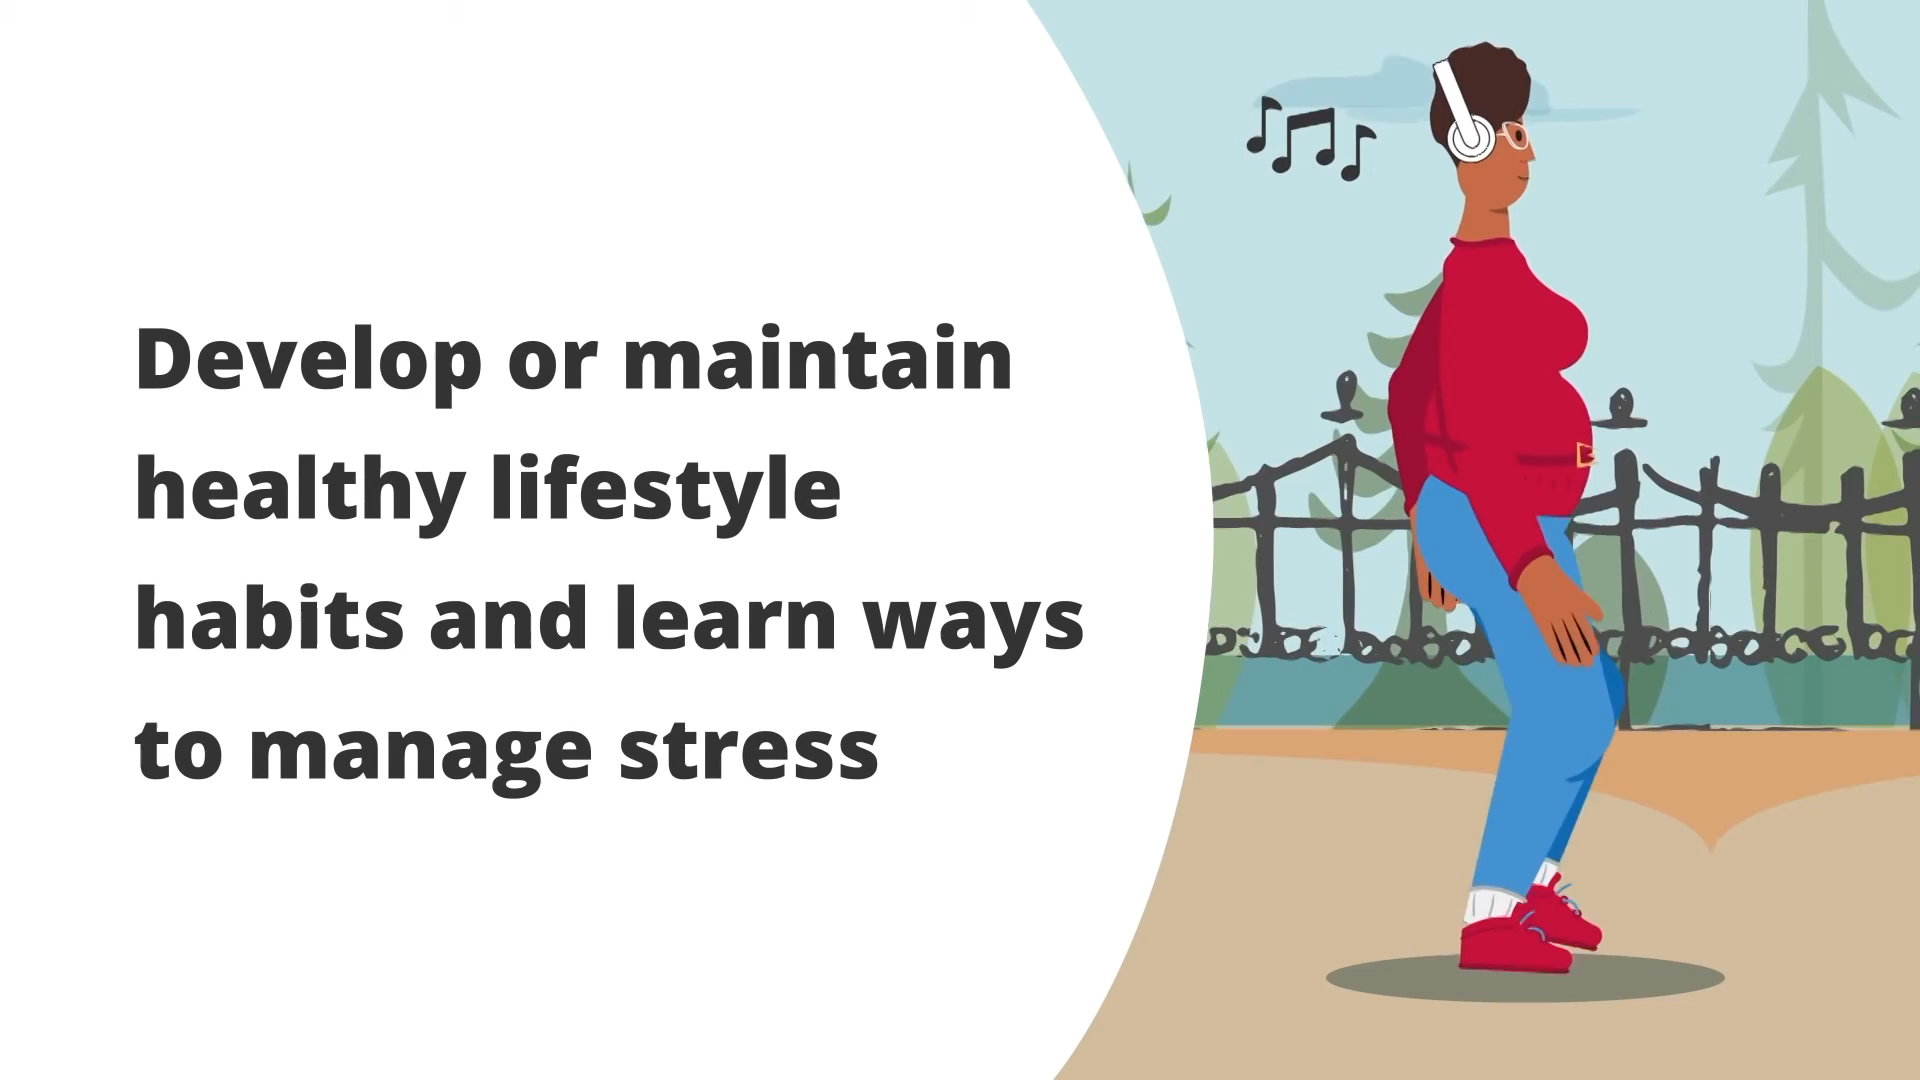 Develop or maintain
healthy lifestyle
habits and learn ways
to manage stress